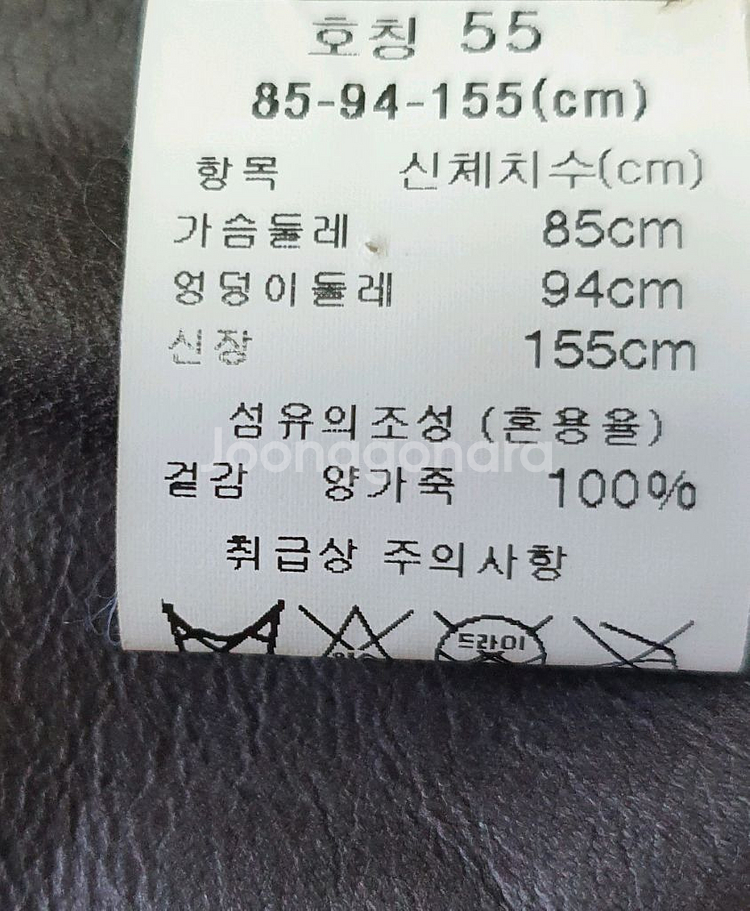 호칭 55
85-94-155(cm)
항목 신체치수(cm)
가슴둘레 85cm
엉덩이둘레 94cm
신장 155cm
섬유의조성 (혼용율)
Joonggonara
겉감 양가죽 100%
취급상 주의사항
드라이